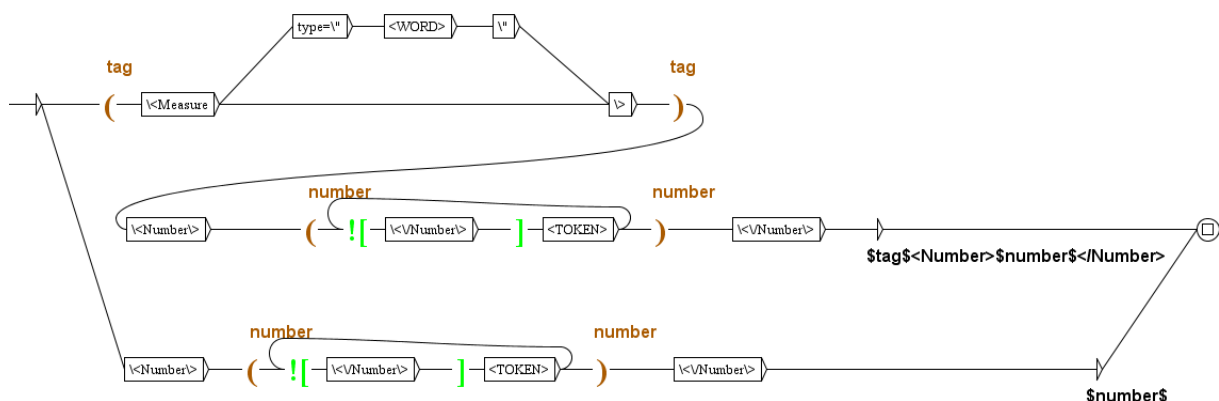 type=\" <WORD> \"
tag tag
( \<Measure \> )
number number
\<Number\> ( ![ \<\/Number\> ] <TOKEN> ) \<\/Number\>
$tag$<Number>$number$</Number>
number number
\<Number\> ( ![ \<\/Number\> ] <TOKEN> ) \<\/Number\>
$number$